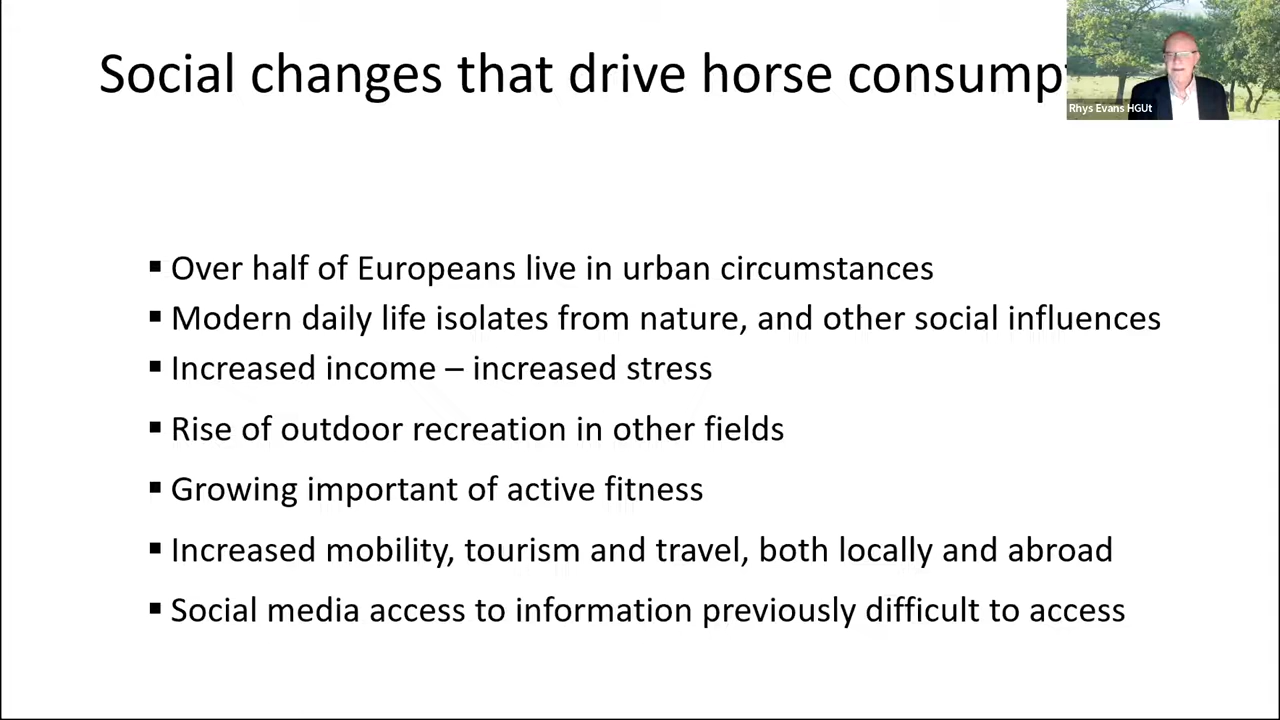 Social changes that drive horse
Rhys Evans HGUt
▪ Over half of Europeans live in urban circumstances
▪ Modern daily life isolates from nature, and other social influences
▪ Increased income – increased stress
▪ Rise of outdoor recreation in other fields
▪ Growing important of active fitness
▪ Increased mobility, tourism and travel, both locally and abroad
▪ Social media access to information previously difficult to access